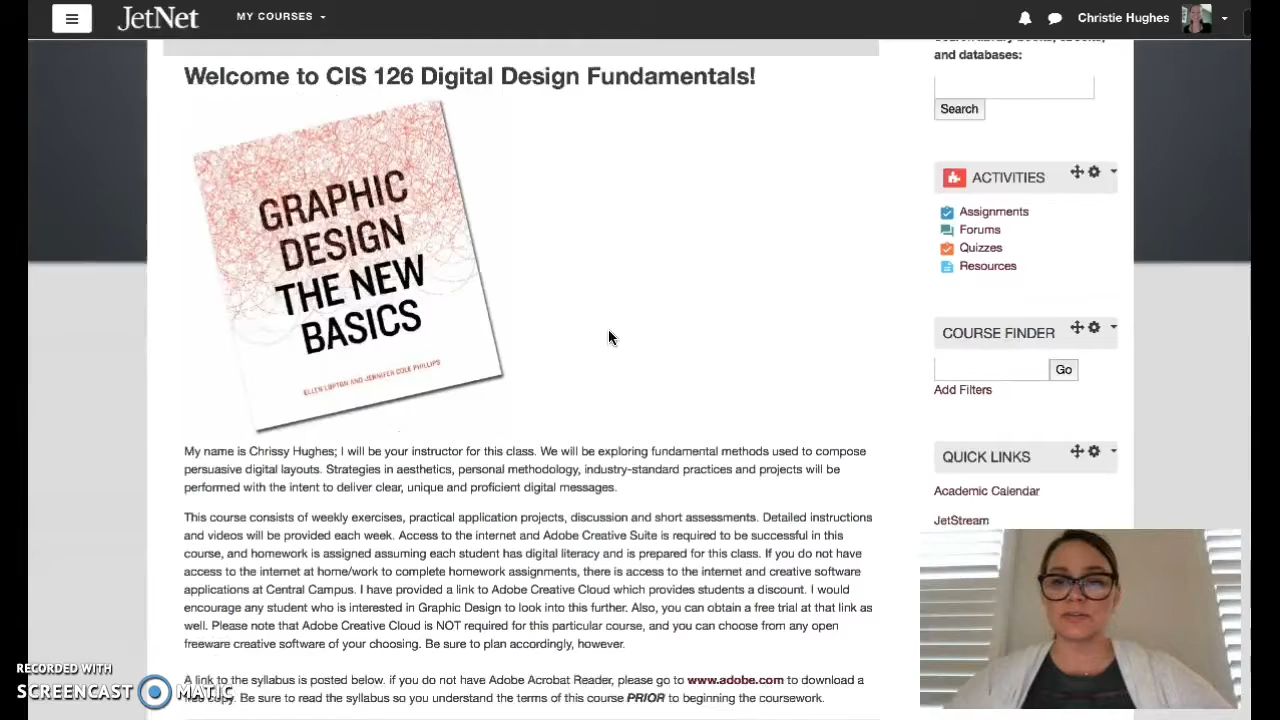 JetNet
MY COURSES
Christie Hughes
and databases:
Welcome to CIS 126 Digital Design Fundamentals!
Search
GRAPHIC
DESIGN
THE NEW
BASICS
ELLEN LUPTON AND JENNIFER COLE PHILLIPS
ACTIVITIES
Assignments
Forums
Quizzes
Resources
COURSE FINDER
Go
Add Filters
QUICK LINKS
Academic Calendar
JetStream
My name is Chrissy Hughes; I will be your instructor for this class. We will be exploring fundamental methods used to compose
persuasive digital layouts. Strategies in aesthetics, personal methodology, industry-standard practices and projects will be
performed with the intent to deliver clear, unique and proficient digital messages.
This course consists of weekly exercises, practical application projects, discussion and short assessments. Detailed instructions
and videos will be provided each week. Access to the internet and Adobe Creative Suite is required to be successful in this
course, and homework is assigned assuming each student has digital literacy and is prepared for this class. If you do not have
access to the internet at home/work to complete homework assignments, there is access to the internet and creative software
applications at Central Campus. I have provided a link to Adobe Creative Cloud which provides students a discount. I would
encourage any student who is interested in Graphic Design to look into this further. Also, you can obtain a free trial at that link as
well. Please note that Adobe Creative Cloud is NOT required for this particular course, and you can choose from any open
freeware creative software of your choosing. Be sure to plan accordingly, however.
A link to the syllabus is posted below. if you do not have Adobe Acrobat Reader, please go to www.adobe.com to download a
copy. Be sure to read the syllabus so you understand the terms of this course PRIOR to beginning the coursework.
RECORDED WITH
SCREENCAST MATIC